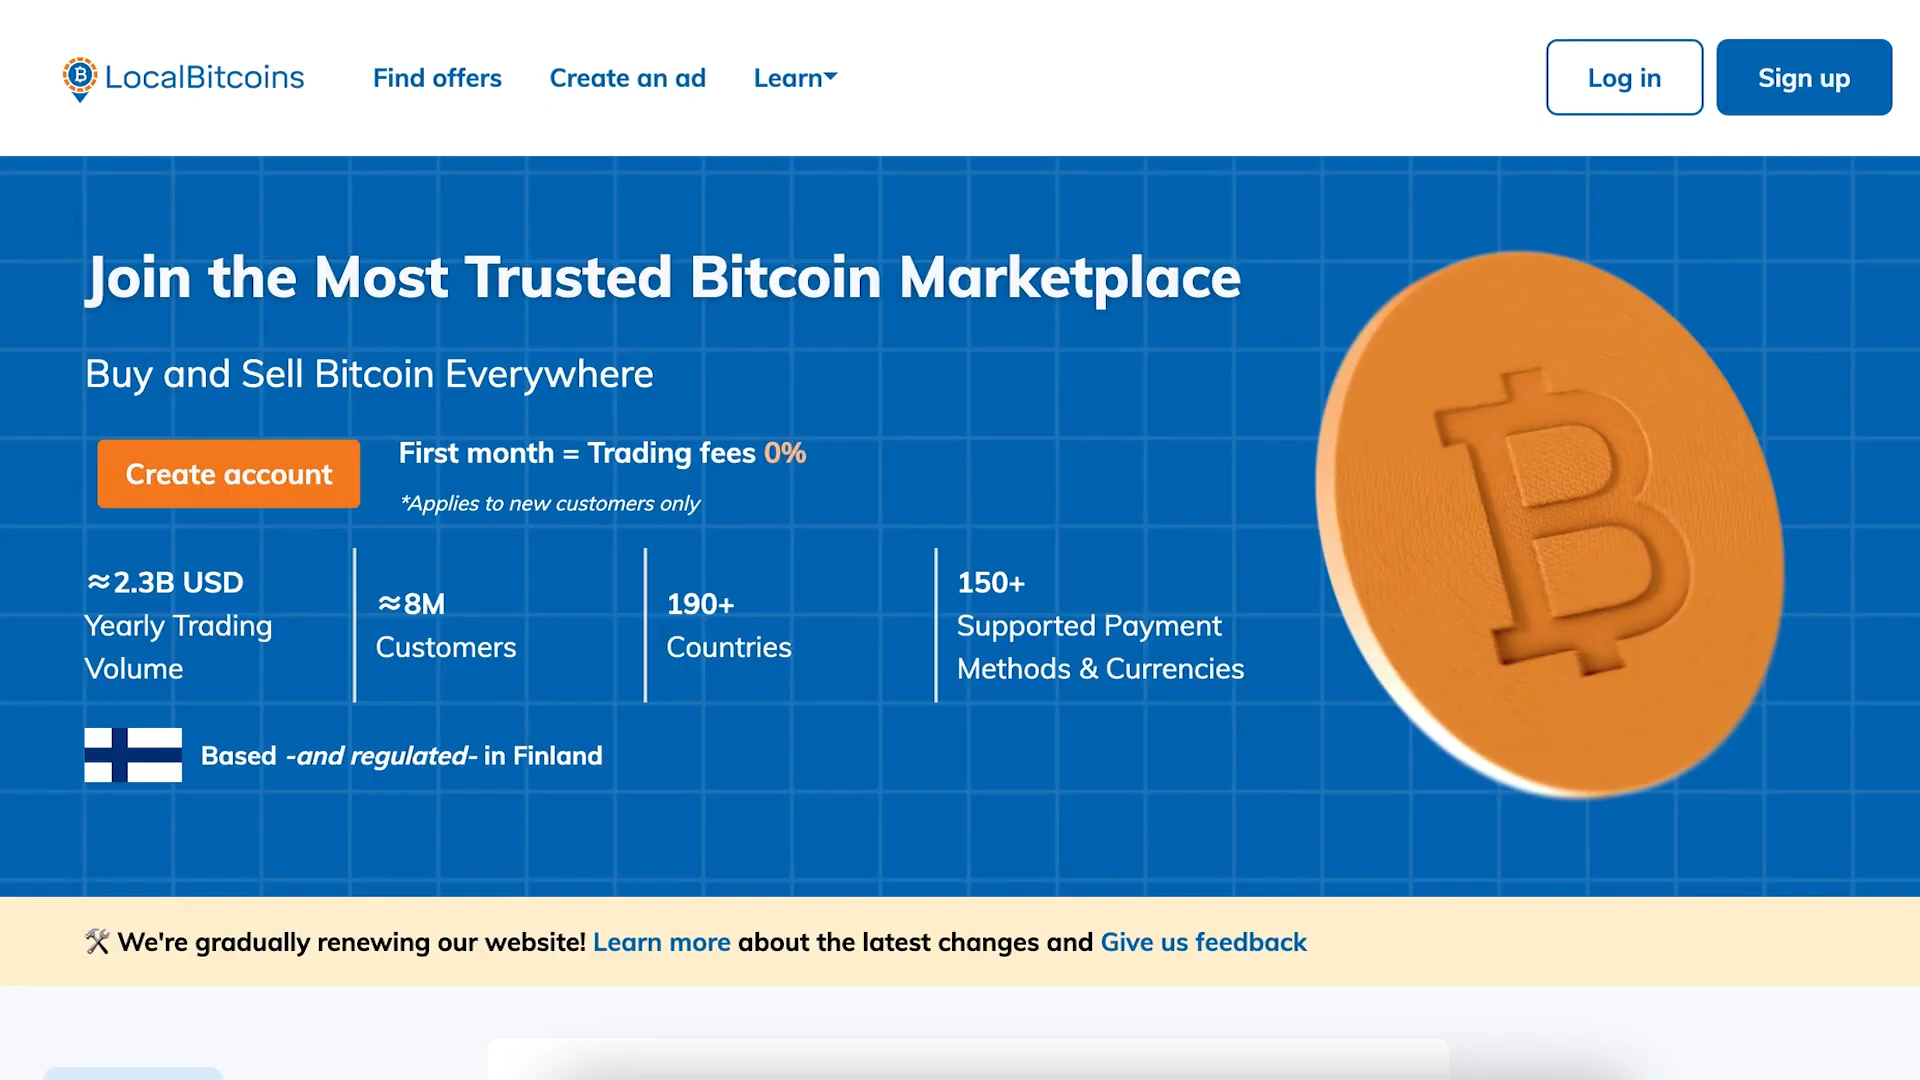 LocalBitcoins
Find offers
Create an ad
Learn
Log in
Sign up
Join the Most Trusted Bitcoin Marketplace
Buy and Sell Bitcoin Everywhere
Create account
First month = Trading fees 0%
*Applies to new customers only
≈2.3B USD
Yearly Trading
Volume
≈8M
Customers
190+
Countries
150+
Supported Payment
Methods & Currencies
Based -and regulated- in Finland
🛠 We're gradually renewing our website! Learn more about the latest changes and Give us feedback